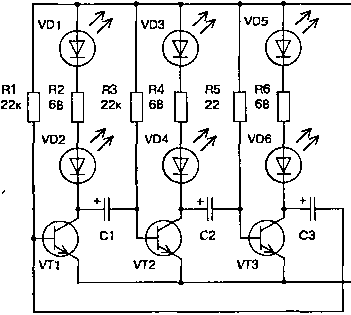 VD1 VD3 VD5
R1 R2 R3 R4 R5 R6
22к 68 22к 68 22 68
VD2 VD4 VD6
+ + +
C1 C2 C3
VT1 VT2 VT3